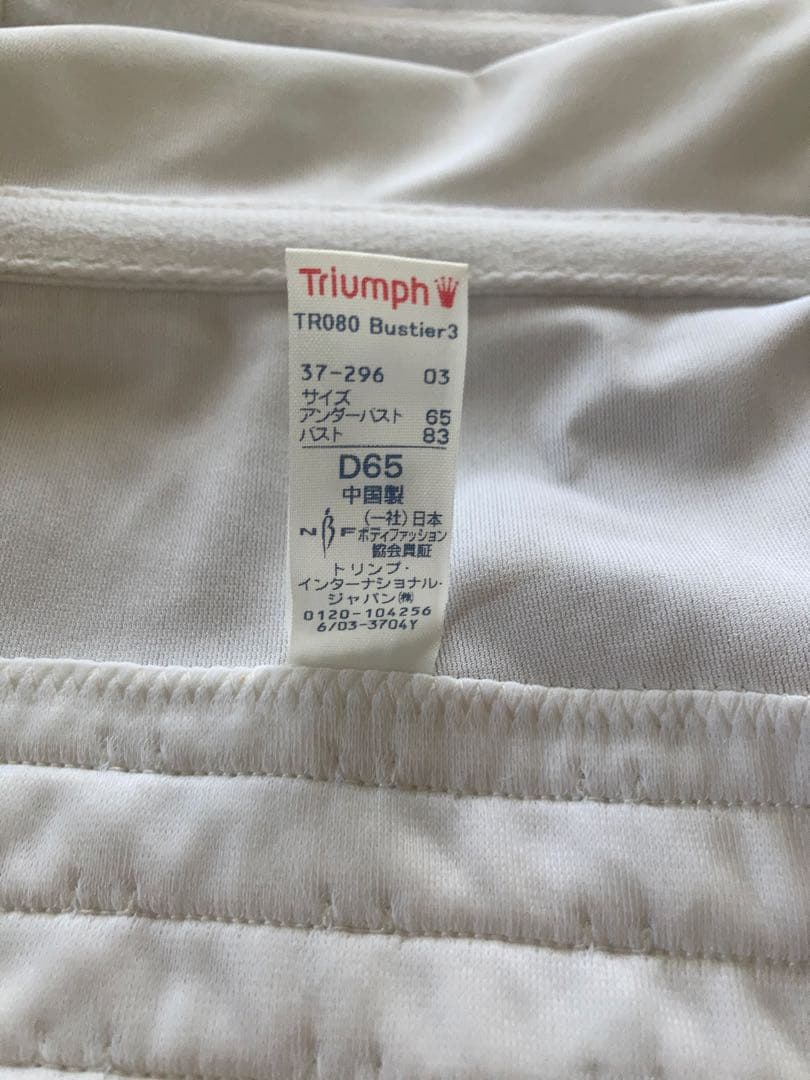 Triumph
TR080 Bustier3
37-296 03
サイズ
アンダーバスト 65
バスト 83
D65
中国製
(一社)日本
NBF ボディファッション
協会員証
トリンプ・
インターナショナル・
ジャパン㈱
0120-104256
6/03-3704Y